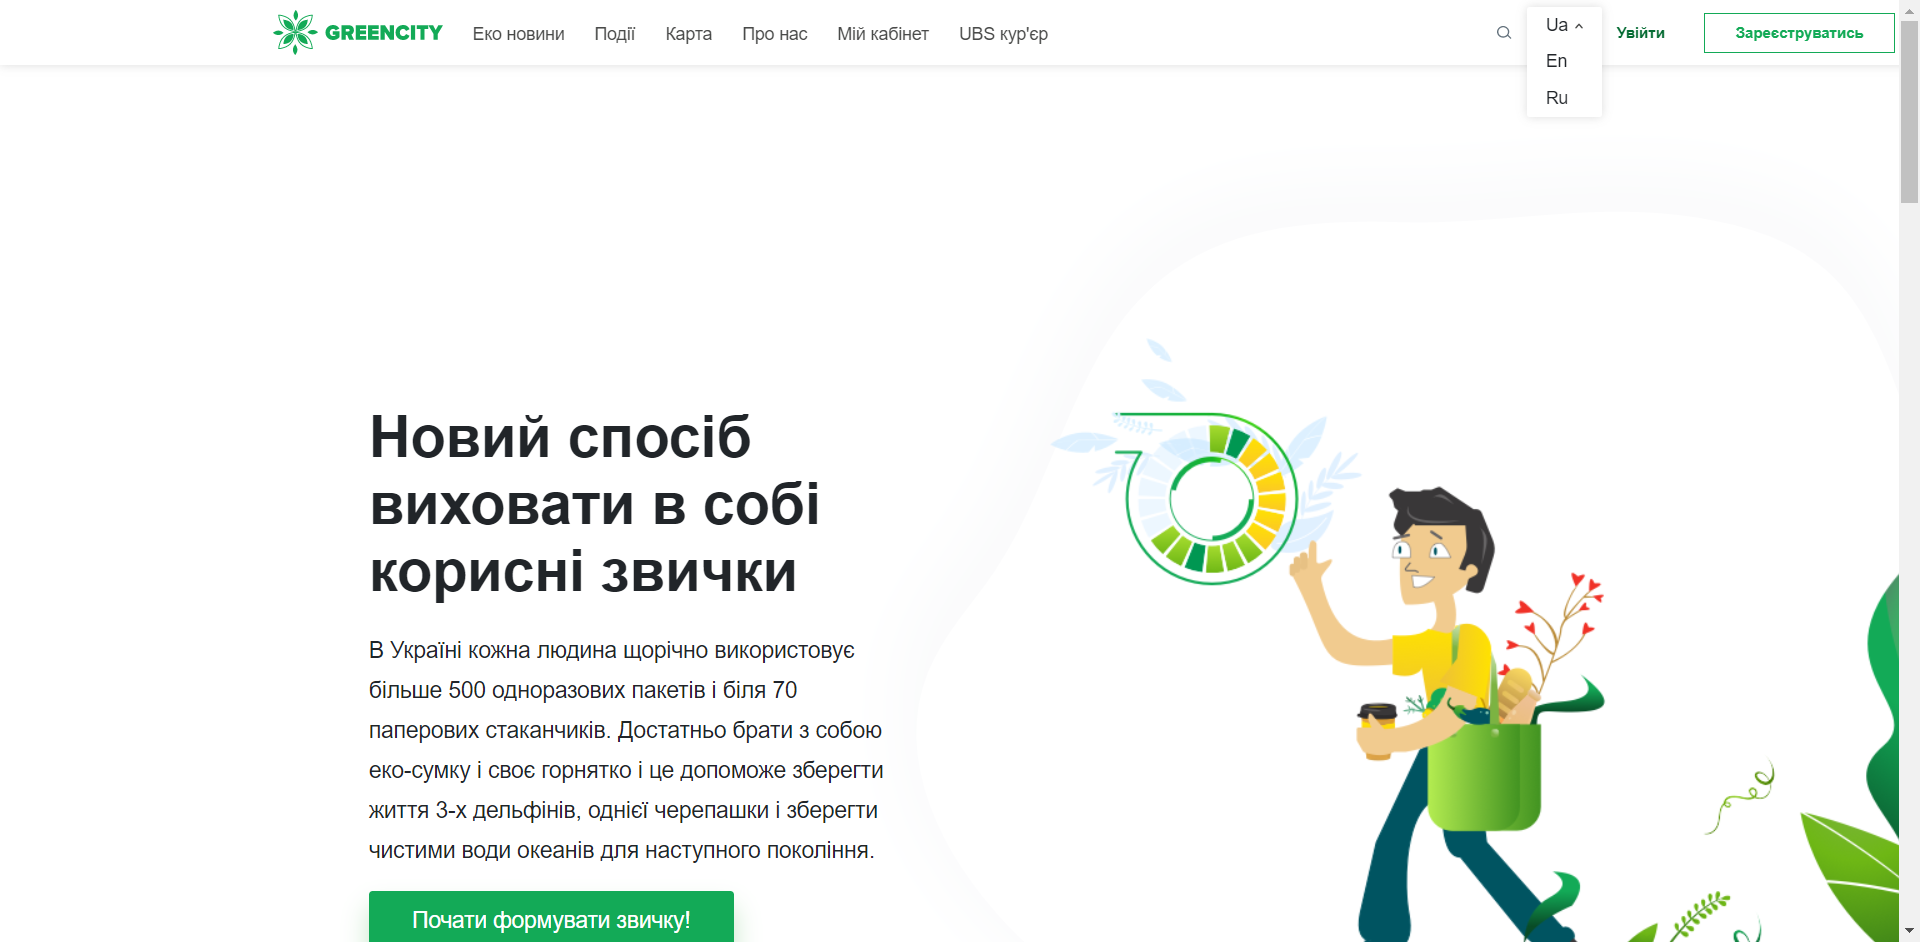 GREENCITY
Еко новини
Події
Карта
Про нас
Мій кабінет
UBS кур'єр
Ua
En
Ru
Увійти
Зареєструватись
Новий спосіб
виховати в собі
корисні звички
В Україні кожна людина щорічно використовує
більше 500 одноразових пакетів і біля 70
паперових стаканчиків. Достатньо брати з собою
еко-сумку і своє горнятко і це допоможе зберегти
життя 3-х дельфінів, однієї черепашки і зберегти
чистими води океанів для наступного покоління.
Почати формувати звичку!